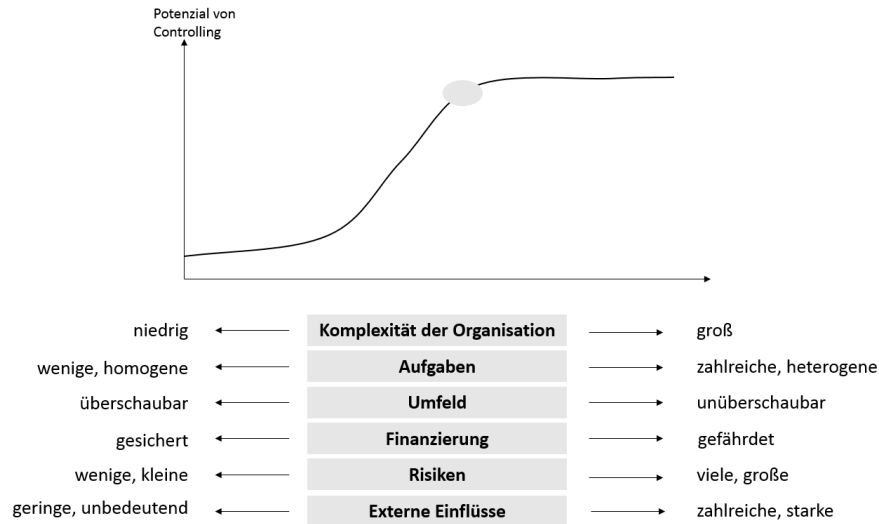 Potenzial von
Controlling
niedrig Komplexität der Organisation groß
wenige, homogene Aufgaben zahlreiche, heterogene
überschaubar Umfeld unüberschaubar
gesichert Finanzierung gefährdet
wenige, kleine Risiken viele, große
geringe, unbedeutend Externe Einflüsse zahlreiche, starke